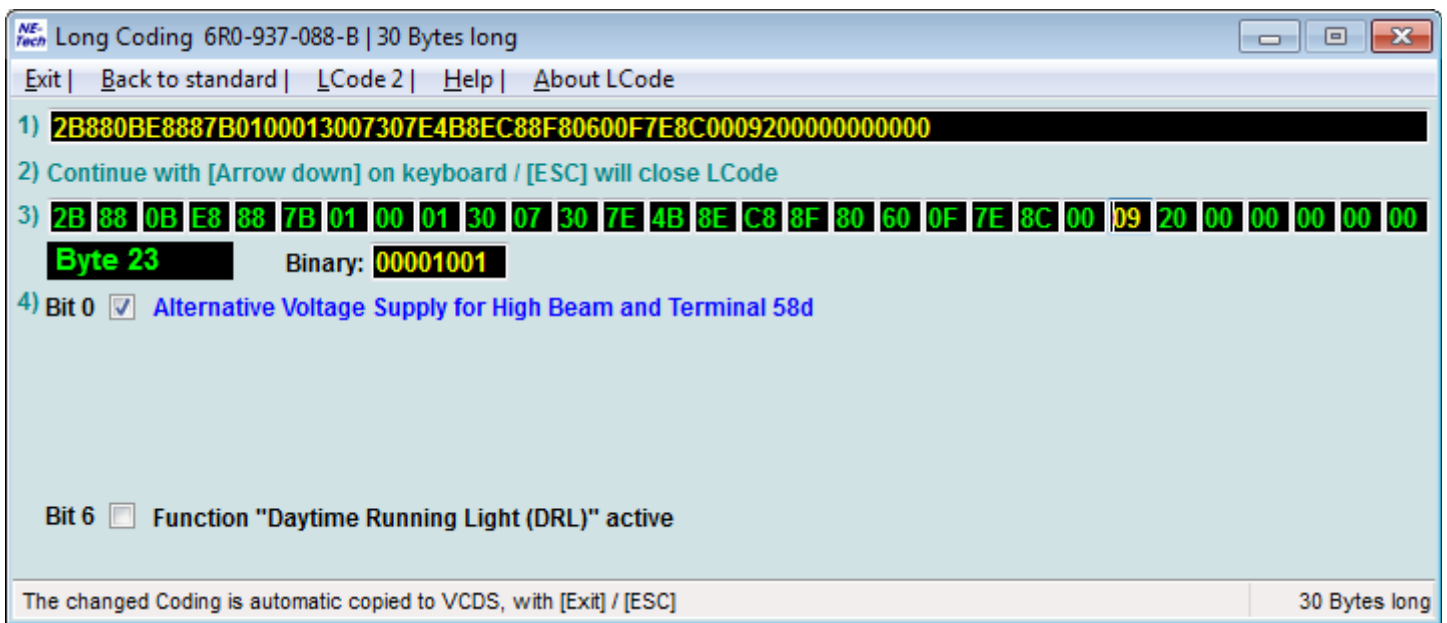 NE-Tech Long Coding 6R0-937-088-B | 30 Bytes long
Exit | Back to standard | LCode 2 | Help | About LCode
1) 2B880BE8887B0100013007307E4B8EC88F80600F7E8C0009200000000000
2) Continue with [Arrow down] on keyboard / [ESC] will close LCode
3) 2B 88 0B E8 88 7B 01 00 01 30 07 30 7E 4B 8E C8 8F 80 60 0F 7E 8C 00 09 20 00 00 00 00 00
Byte 23 Binary: 00001001
4) Bit 0 Alternative Voltage Supply for High Beam and Terminal 58d
Bit 6 Function "Daytime Running Light (DRL)" active
The changed Coding is automatic copied to VCDS, with [Exit] / [ESC] 30 Bytes long